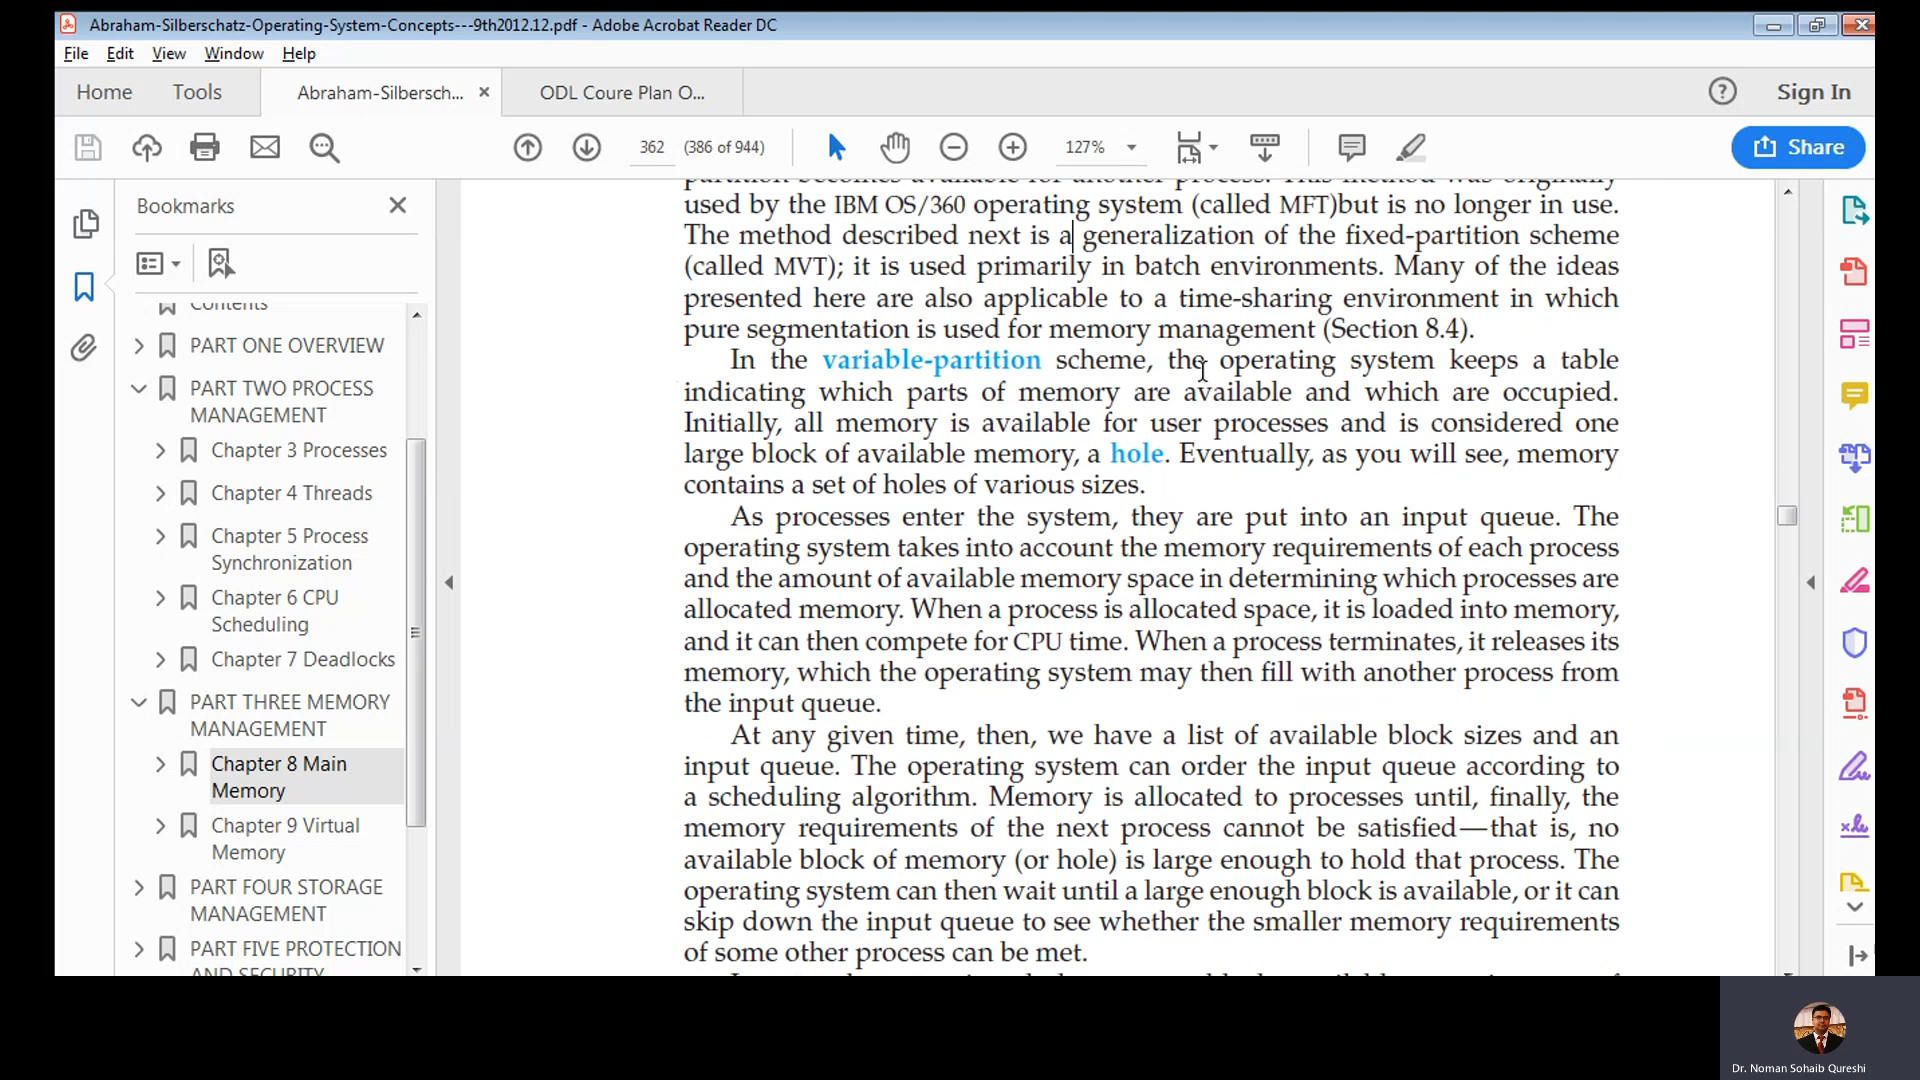 Abraham-Silberschatz-Operating-System-Concepts---9th2012.12.pdf - Adobe Acrobat Reader DC
File Edit View Window Help
Home Tools Abraham-Silbersch... × ODL Coure Plan O... Sign In
362 (386 of 944) 127% Share
Bookmarks
Contents
PART ONE OVERVIEW
PART TWO PROCESS
MANAGEMENT
Chapter 3 Processes
Chapter 4 Threads
Chapter 5 Process
Synchronization
Chapter 6 CPU
Scheduling
Chapter 7 Deadlocks
PART THREE MEMORY
MANAGEMENT
Chapter 8 Main
Memory
Chapter 9 Virtual
Memory
PART FOUR STORAGE
MANAGEMENT
PART FIVE PROTECTION
AND SECURITY
partition becomes available for another process. This method was originally
used by the IBM OS/360 operating system (called MFT)but is no longer in use.
The method described next is a generalization of the fixed-partition scheme
(called MVT); it is used primarily in batch environments. Many of the ideas
presented here are also applicable to a time-sharing environment in which
pure segmentation is used for memory management (Section 8.4).
In the variable-partition scheme, the operating system keeps a table
indicating which parts of memory are available and which are occupied.
Initially, all memory is available for user processes and is considered one
large block of available memory, a hole. Eventually, as you will see, memory
contains a set of holes of various sizes.
As processes enter the system, they are put into an input queue. The
operating system takes into account the memory requirements of each process
and the amount of available memory space in determining which processes are
allocated memory. When a process is allocated space, it is loaded into memory,
and it can then compete for CPU time. When a process terminates, it releases its
memory, which the operating system may then fill with another process from
the input queue.
At any given time, then, we have a list of available block sizes and an
input queue. The operating system can order the input queue according to
a scheduling algorithm. Memory is allocated to processes until, finally, the
memory requirements of the next process cannot be satisfied—that is, no
available block of memory (or hole) is large enough to hold that process. The
operating system can then wait until a large enough block is available, or it can
skip down the input queue to see whether the smaller memory requirements
of some other process can be met.
Dr. Noman Sohaib Qureshi